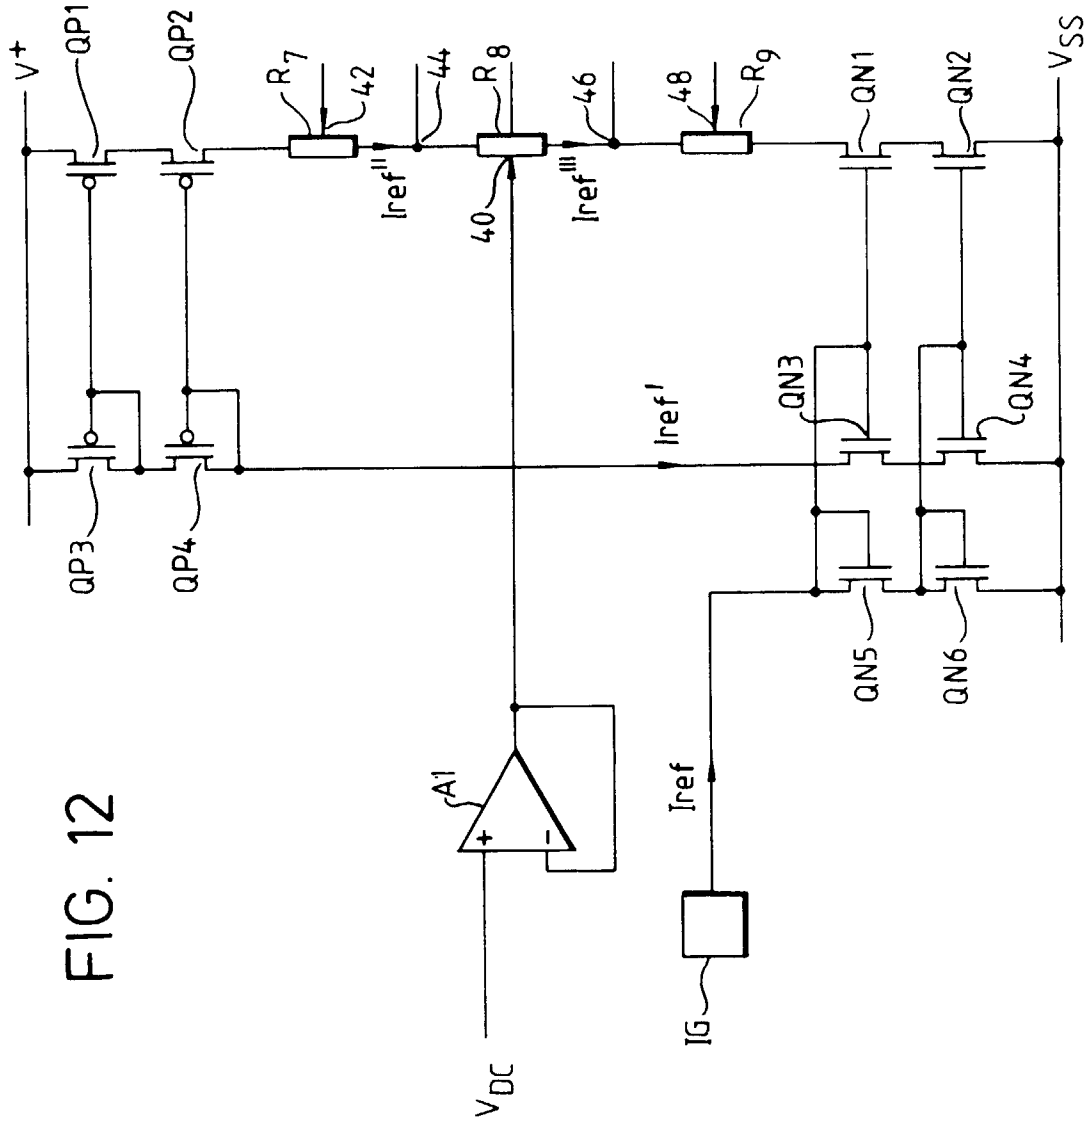 FIG. 12
V+
QP1
QP2
QP3
QP4
R7
42
Iref''
44
R8
40
Iref'''
46
48
R9
Iref'
A1
+
−
VDC
Iref
IG
QN1
QN2
QN3
QN4
QN5
QN6
VSS